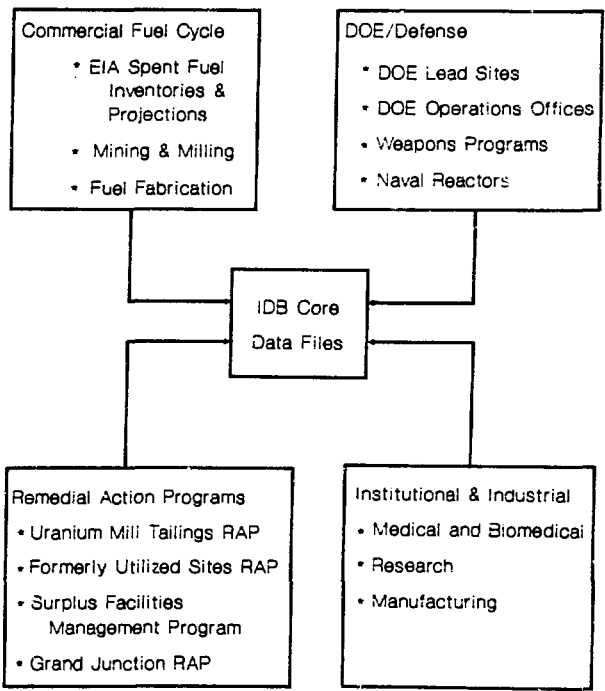 Commercial Fuel Cycle
* EIA Spent Fuel
Inventories &
Projections
* Mining & Milling
* Fuel Fabrication
DOE/Defense
* DOE Lead Sites
* DOE Operations Offices
* Weapons Programs
* Naval Reactors
IDB Core
Data Files
Remedial Action Programs
* Uranium Mill Tailings RAP
* Formerly Utilized Sites RAP
* Surplus Facilities
Management Program
* Grand Junction RAP
Institutional & Industrial
* Medical and Biomedical
* Research
* Manufacturing